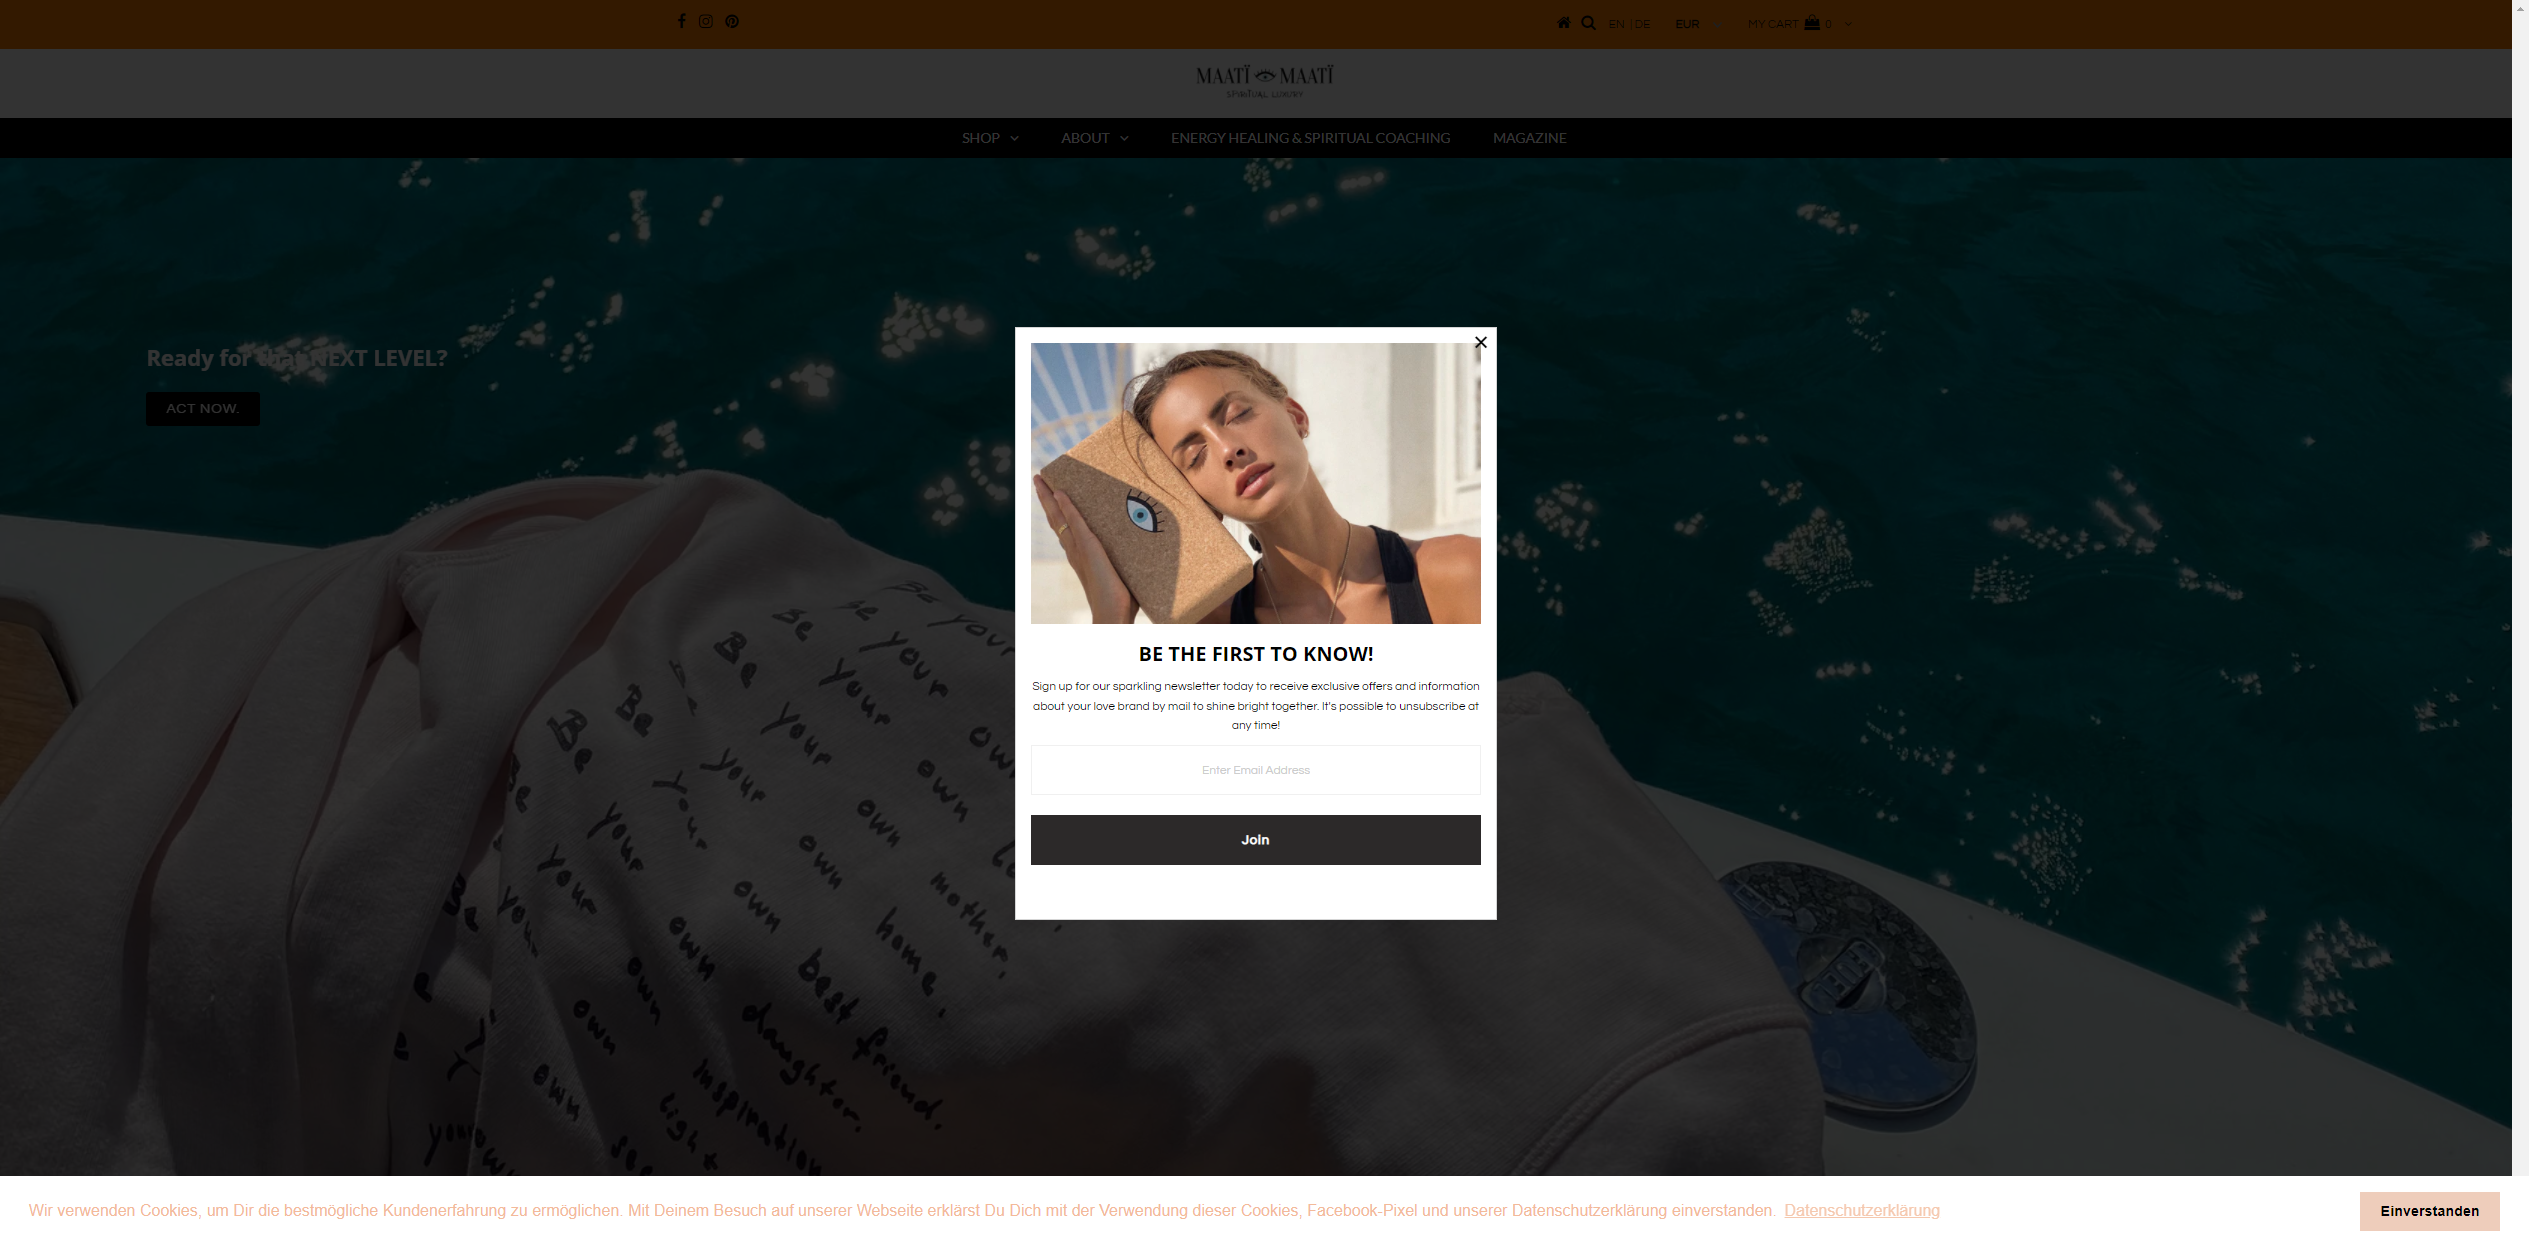 EN | DE EUR MY CART 0
MAATÏ MAATÏ
SPIRITUAL LUXURY
SHOP ABOUT ENERGY HEALING & SPIRITUAL COACHING MAGAZINE
Ready for that NEXT LEVEL?
ACT NOW.
BE THE FIRST TO KNOW!
Sign up for our sparkling newsletter today to receive exclusive offers and information
about your love brand by mail to shine bright together. It's possible to unsubscribe at
any time!
Enter Email Address
Join
Be your own
Be your own
Be your own
Be your own mother,
Be your own home,
Be your own best friend,
your own daughter,
own inspiration
own light
Wir verwenden Cookies, um Dir die bestmögliche Kundenerfahrung zu ermöglichen. Mit Deinem Besuch auf unserer Webseite erklärst Du Dich mit der Verwendung dieser Cookies, Facebook-Pixel und unserer Datenschutzerklärung einverstanden. Datenschutzerklärung
Einverstanden